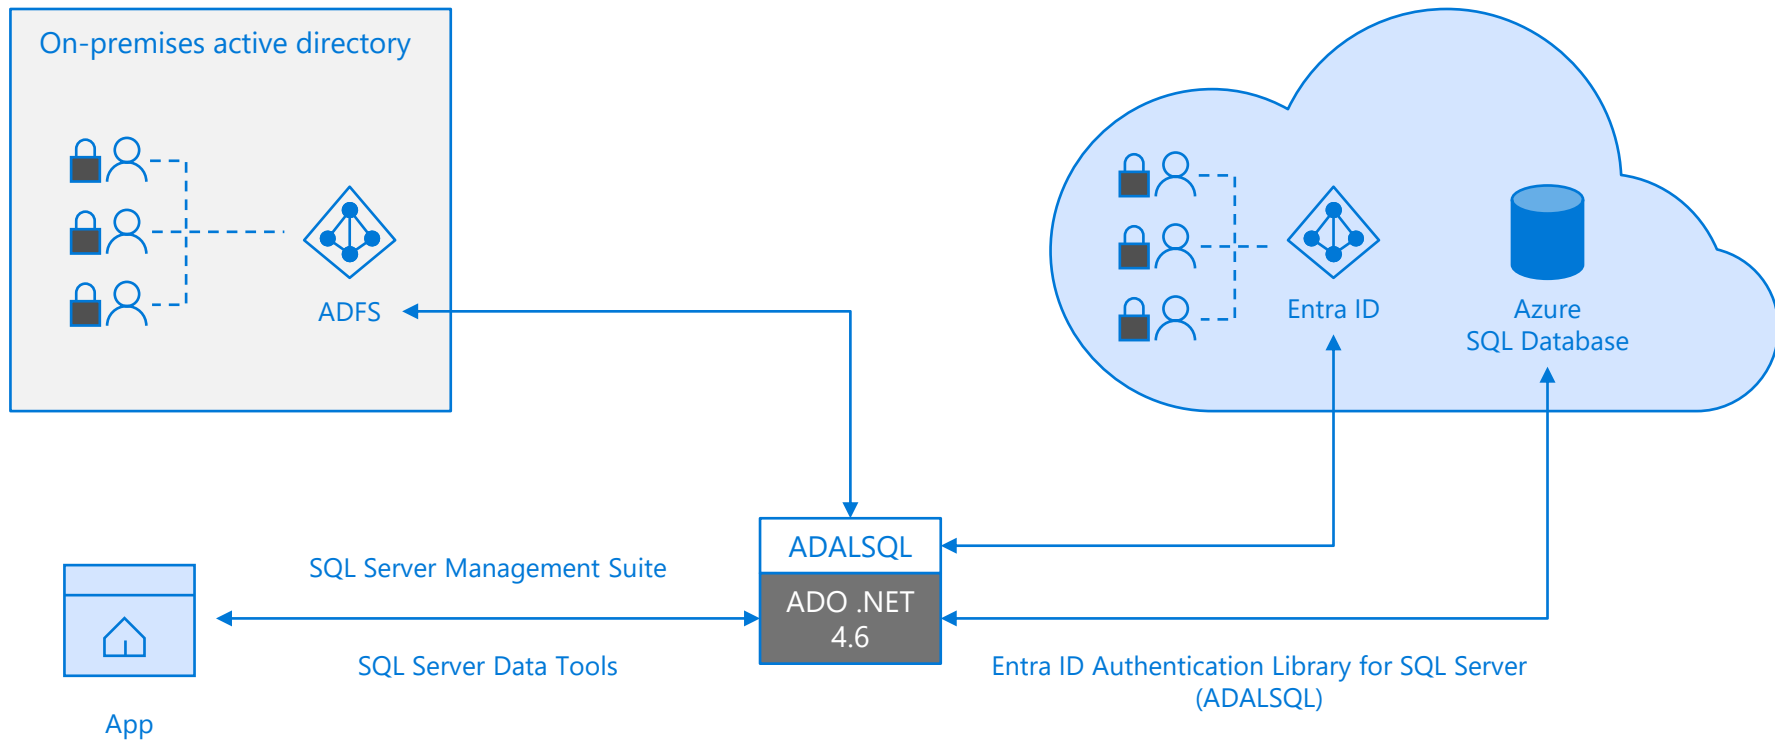 On-premises active directory
ADFS
Entra ID
Azure
SQL Database
ADALSQL
ADO .NET
4.6
SQL Server Management Suite
SQL Server Data Tools
App
Entra ID Authentication Library for SQL Server
(ADALSQL)